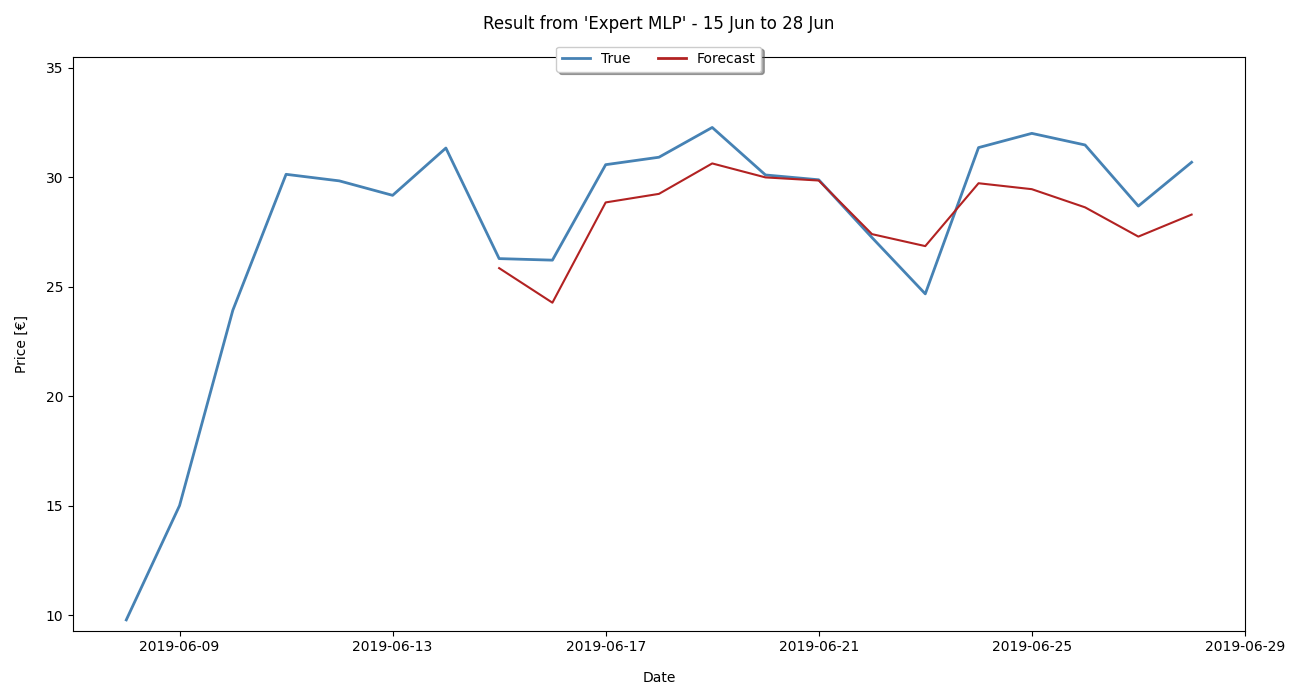 Result from 'Expert MLP' - 15 Jun to 28 Jun
True Forecast
35
30
25
20
15
10
Price [€]
2019-06-09 2019-06-13 2019-06-17 2019-06-21 2019-06-25 2019-06-29
Date